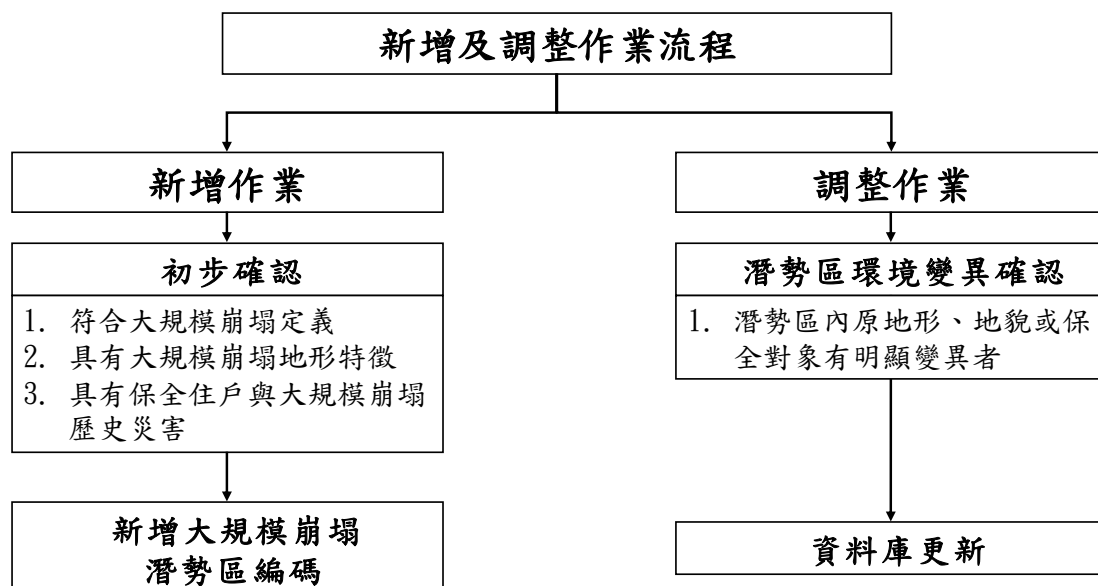 新增及調整作業流程
新增作業
初步確認
1. 符合大規模崩塌定義
2. 具有大規模崩塌地形特徵
3. 具有保全住戶與大規模崩塌
歷史災害
新增大規模崩塌
潛勢區編碼
調整作業
潛勢區環境變異確認
1. 潛勢區內原地形、地貌或保
全對象有明顯變異者
資料庫更新